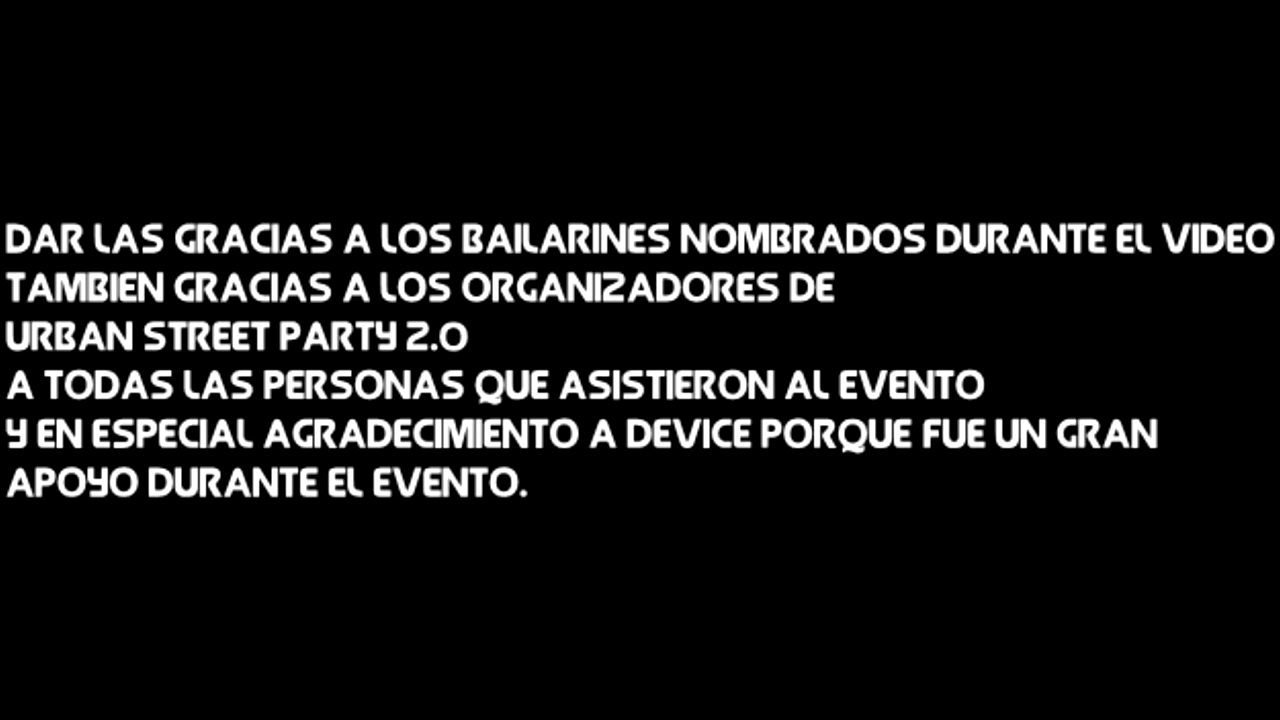 DAR LAS GRACIAS A LOS BAILARINES NOMBRADOS DURANTE EL VIDEO
TAMBIEN GRACIAS A LOS ORGANIZADORES DE
URBAN STREET PARTY 2.0
A TODAS LAS PERSONAS QUE ASISTIERON AL EVENTO
Y EN ESPECIAL AGRADECIMIENTO A DEVICE PORQUE FUE UN GRAN
APOYO DURANTE EL EVENTO.